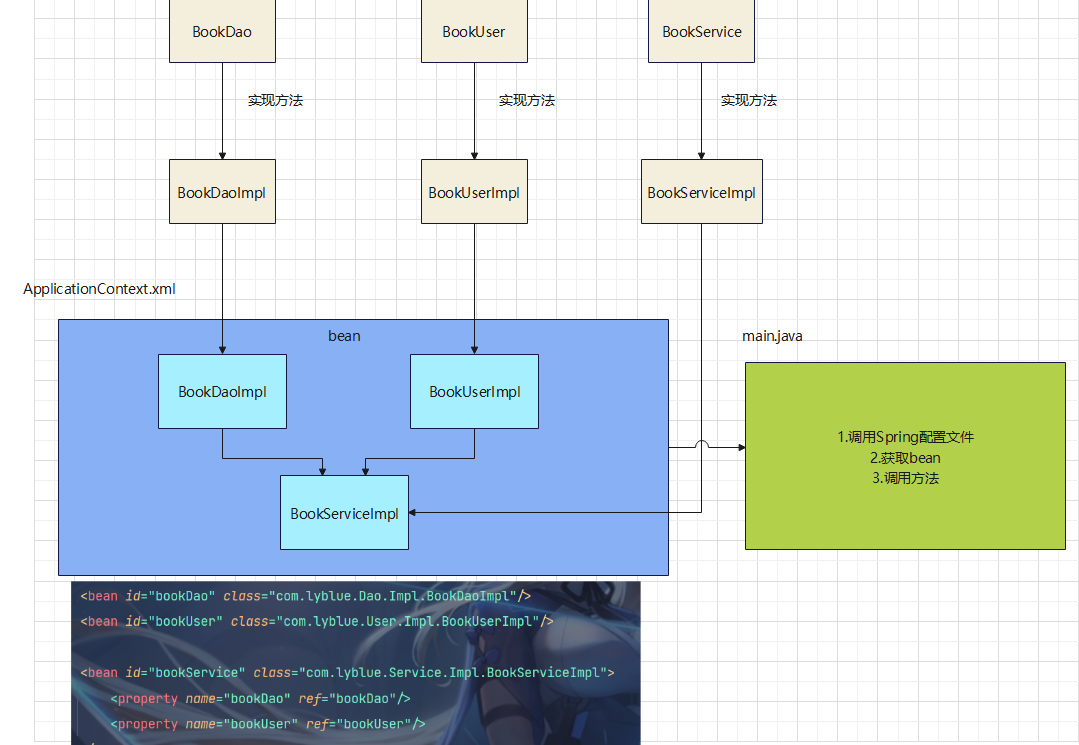 BookDao
BookUser
BookService
实现方法
实现方法
实现方法
BookDaoImpl
BookUserImpl
BookServiceImpl
ApplicationContext.xml
bean
main.java
BookDaoImpl
BookUserImpl
1.调用Spring配置文件
2.获取bean
3.调用方法
BookServiceImpl
<bean id="bookDao" class="com.lyblue.Dao.Impl.BookDaoImpl"/>
<bean id="bookUser" class="com.lyblue.User.Impl.BookUserImpl"/>
<bean id="bookService" class="com.lyblue.Service.Impl.BookServiceImpl">
<property name="bookDao" ref="bookDao"/>
<property name="bookUser" ref="bookUser"/>